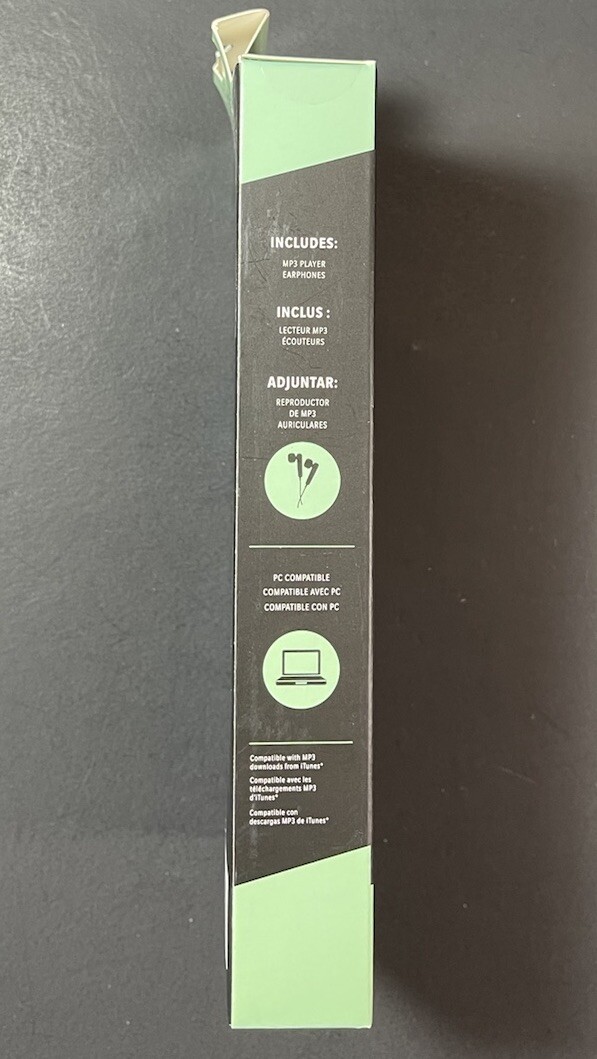 INCLUDES:
MP3 PLAYER
EARPHONES
INCLUS :
LECTEUR MP3
ÉCOUTEURS
ADJUNTAR:
REPRODUCTOR
DE MP3
AURICULARES
PC COMPATIBLE
COMPATIBLE AVEC PC
COMPATIBLE CON PC
Compatible with MP3
downloads from iTunes*
Compatible avec les
téléchargements MP3
d'iTunes*
Compatible con
descargas MP3 de iTunes*